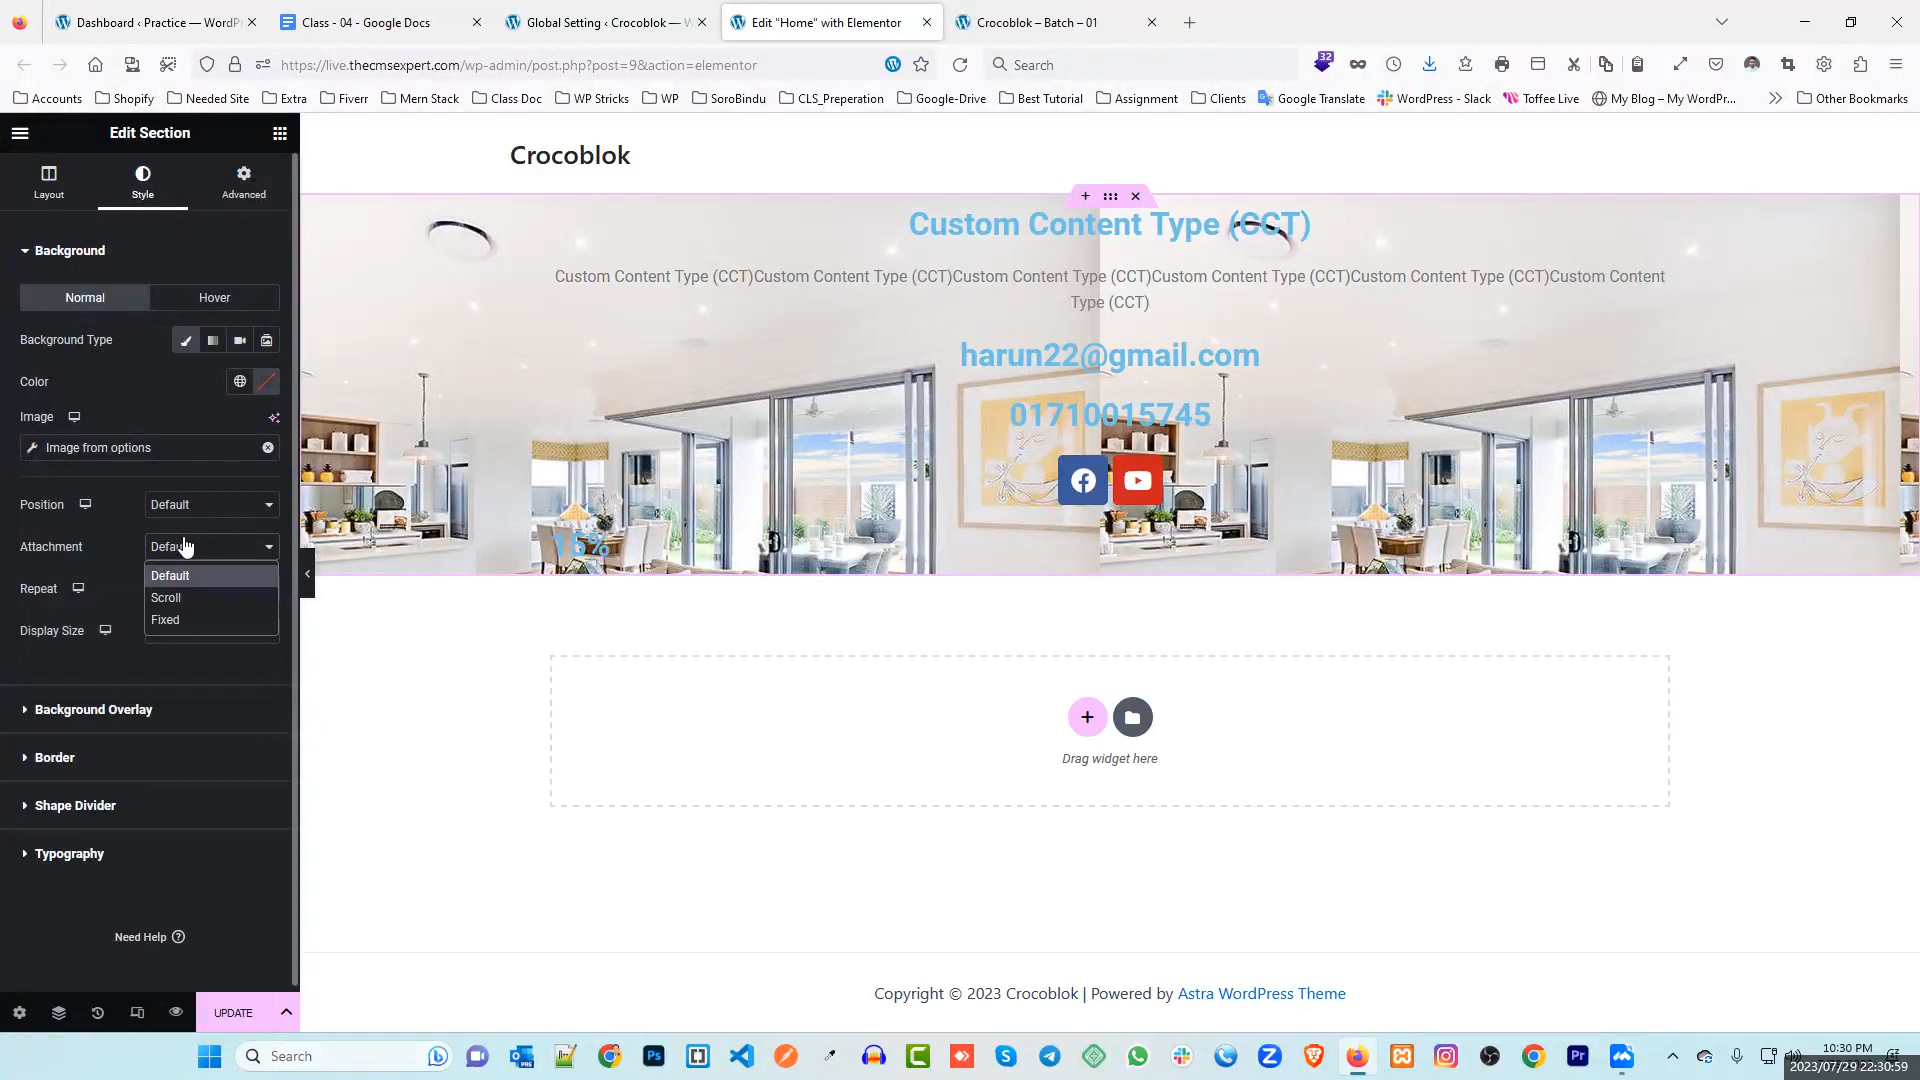 Dashboard ‹ Practice — WordPr
Class - 04 - Google Docs
Global Setting ‹ Crocoblok — W
Edit "Home" with Elementor
Crocoblok – Batch – 01
https://live.thecmsexpert.com/wp-admin/post.php?post=9&action=elementor
Search
32
Accounts
Shopify
Needed Site
Extra
Fiverr
Mern Stack
Class Doc
WP Stricks
WP
SoroBindu
CLS_Preperation
Google-Drive
Best Tutorial
Assignment
Clients
Google Translate
WordPress - Slack
Toffee Live
My Blog – My WordPr...
Other Bookmarks
Edit Section
Layout
Style
Advanced
Background
Normal
Hover
Background Type
Color
Image
Image from options
Position
Default
Attachment
Default
Default
Scroll
Fixed
Repeat
Display Size
Background Overlay
Border
Shape Divider
Typography
Need Help
UPDATE
Crocoblok
Custom Content Type (CCT)
Custom Content Type (CCT)Custom Content Type (CCT)Custom Content Type (CCT)Custom Content Type (CCT)Custom Content Type (CCT)Custom Content
Type (CCT)
harun22@gmail.com
01710015745
15%
Drag widget here
Copyright © 2023 Crocoblok | Powered by Astra WordPress Theme
Search
10:30 PM
2023/07/29 22:30:59